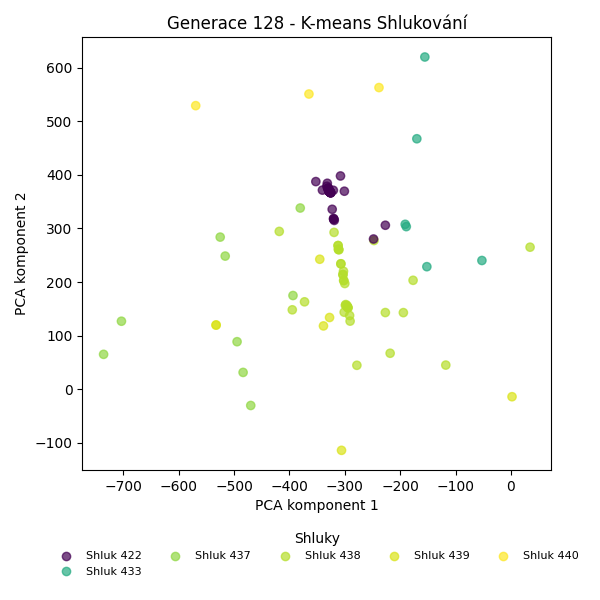 Generace 128 - K-means Shlukování
PCA komponent 2
600
500
400
300
200
100
0
−100
−700 −600 −500 −400 −300 −200 −100 0
PCA komponent 1
Shluky
Shluk 422 Shluk 437 Shluk 438 Shluk 439 Shluk 440
Shluk 433